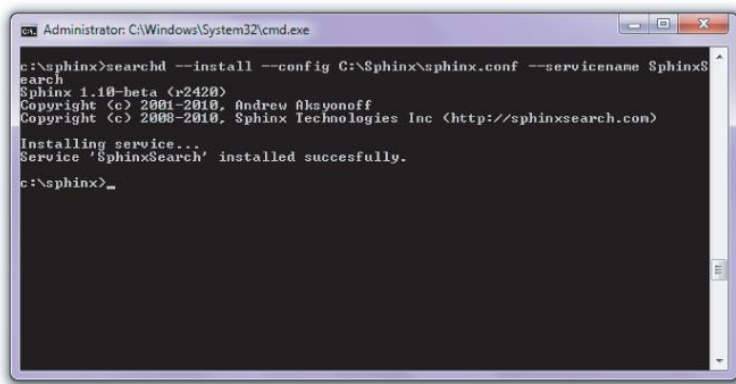 Administrator: C:\Windows\System32\cmd.exe
c:\sphinx>searchd --install --config C:\Sphinx\sphinx.conf --servicename SphinxS
earch
Sphinx 1.10-beta (r2420)
Copyright (c) 2001-2010, Andrew Aksyonoff
Copyright (c) 2008-2010, Sphinx Technologies Inc (http://sphinxsearch.com)
Installing service...
Service 'SphinxSearch' installed succesfully.
c:\sphinx>_